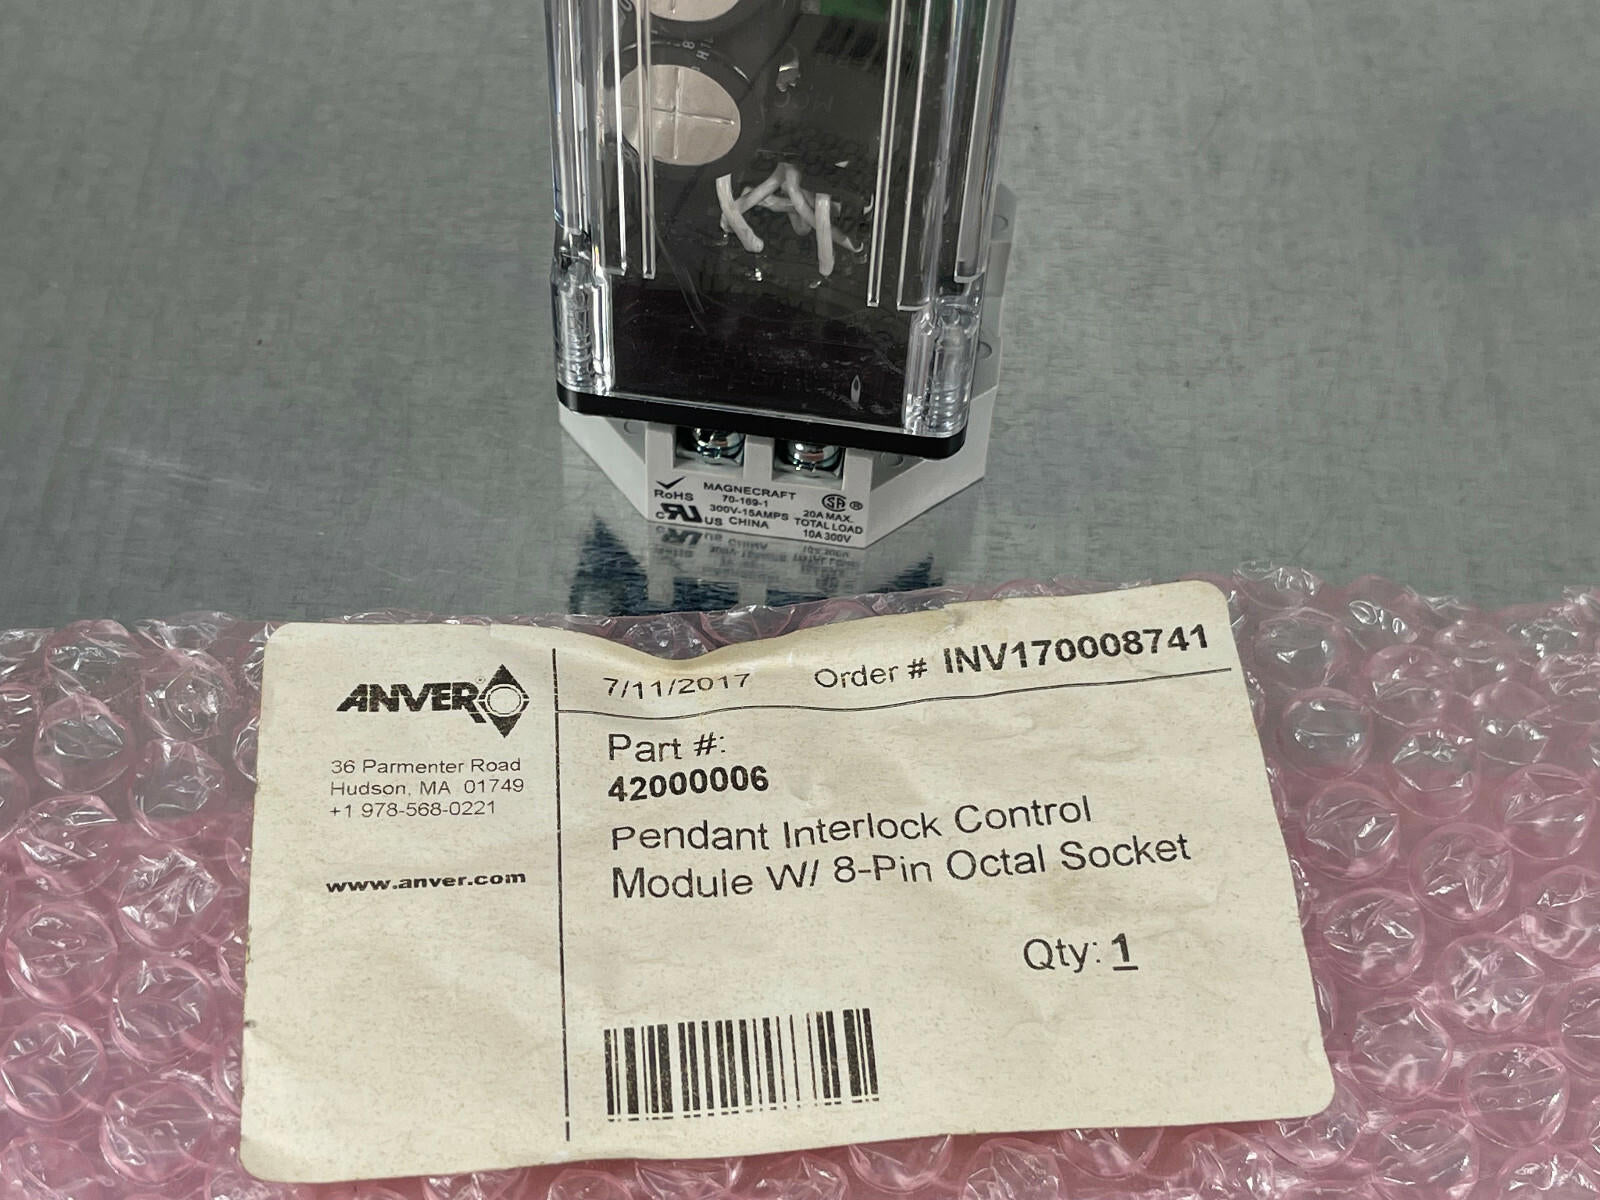 RoHS
MAGNECRAFT
70-169-1
300V-15AMPS
US CHINA
20A MAX.
TOTAL LOAD
10A 300V
ANVER
36 Parmenter Road
Hudson, MA 01749
+1 978-568-0221
www.anver.com
7/11/2017 Order # INV170008741
Part #:
42000006
Pendant Interlock Control
Module W/ 8-Pin Octal Socket
Qty: 1